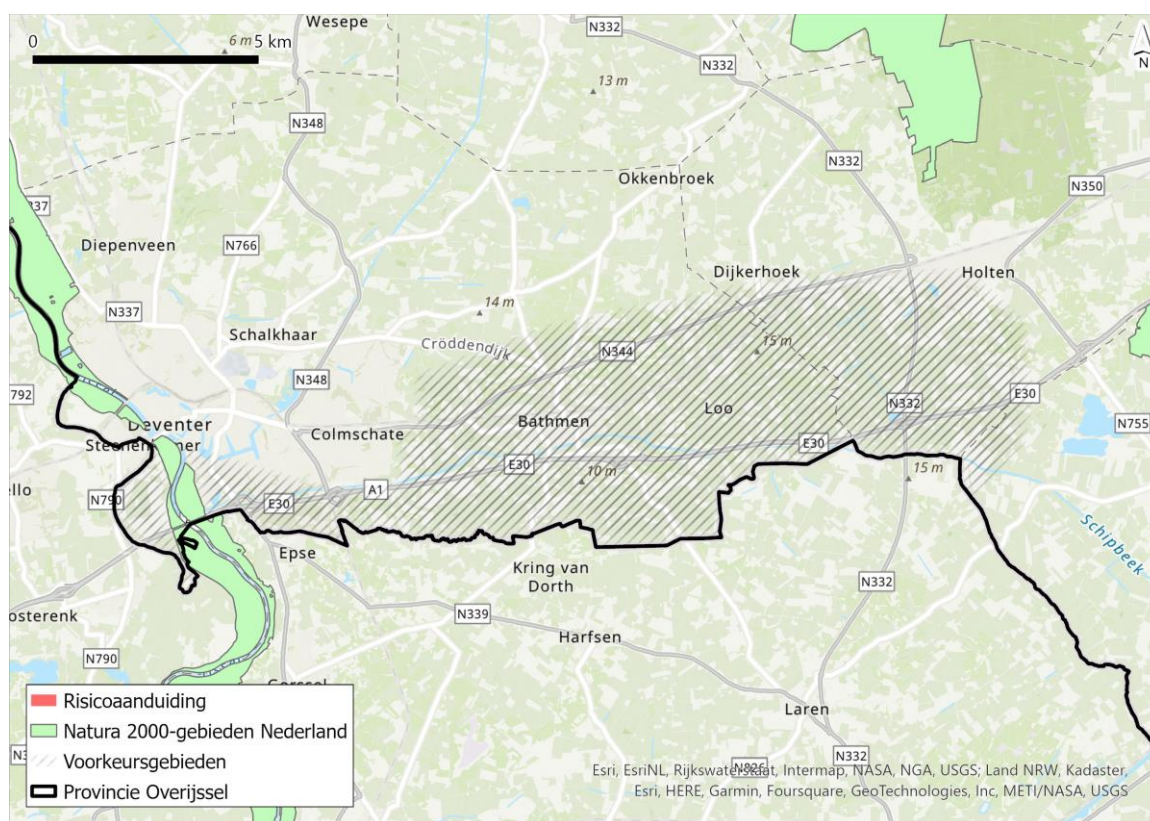 Wesepe
0 5 km
6 m
N332
N332
N
13 m
N348
N332
Okkenbroek
N350
37
Diepenveen
N766
Dijkerhoek
Holten
N337
14 m
Schalkhaar
Cröddendijk
N344
15 m
N348
792
E30
Deventer
Colmschate
Bathmen
Loo
N332
N755
E30
E30
10 m
15 m
A1
N790
E30
Epse
Schipbeek
Kring van
Dorth
N332
osterenk
N339
Harfsen
N790
Gorssel
Laren
N332
N826
Risicoaanduiding
Natura 2000-gebieden Nederland
Voorkeursgebieden
Provincie Overijssel
Esri, EsriNL, Rijkswaterstaat, Intermap, NASA, NGA, USGS; Land NRW, Kadaster,
Esri, HERE, Garmin, Foursquare, GeoTechnologies, Inc, METI/NASA, USGS